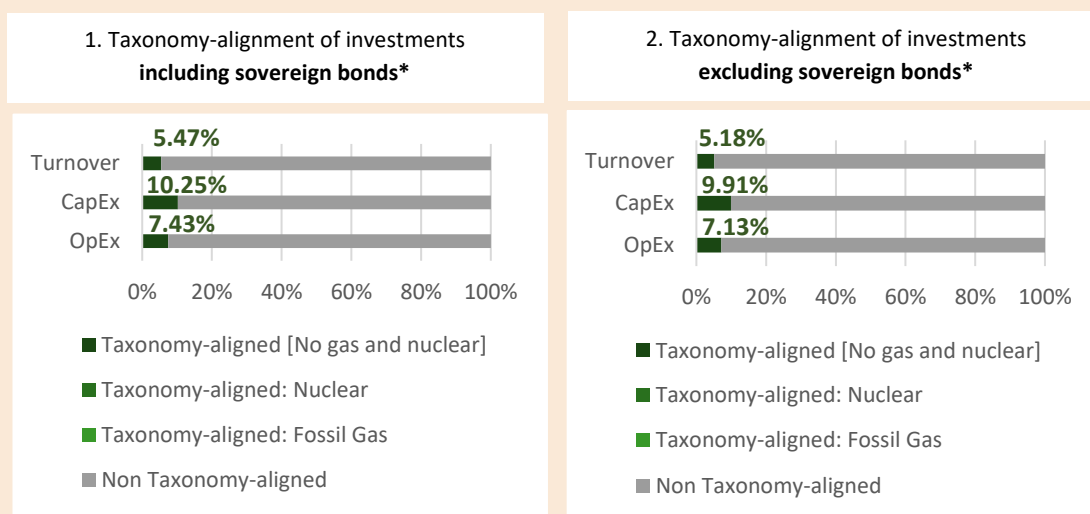 1. Taxonomy-alignment of investments
including sovereign bonds*
5.47%
Turnover
10.25%
CapEx
7.43%
OpEx
0% 20% 40% 60% 80% 100%
Taxonomy-aligned [No gas and nuclear]
Taxonomy-aligned: Nuclear
Taxonomy-aligned: Fossil Gas
Non Taxonomy-aligned
2. Taxonomy-alignment of investments
excluding sovereign bonds*
5.18%
Turnover
9.91%
CapEx
7.13%
OpEx
0% 20% 40% 60% 80% 100%
Taxonomy-aligned [No gas and nuclear]
Taxonomy-aligned: Nuclear
Taxonomy-aligned: Fossil Gas
Non Taxonomy-aligned